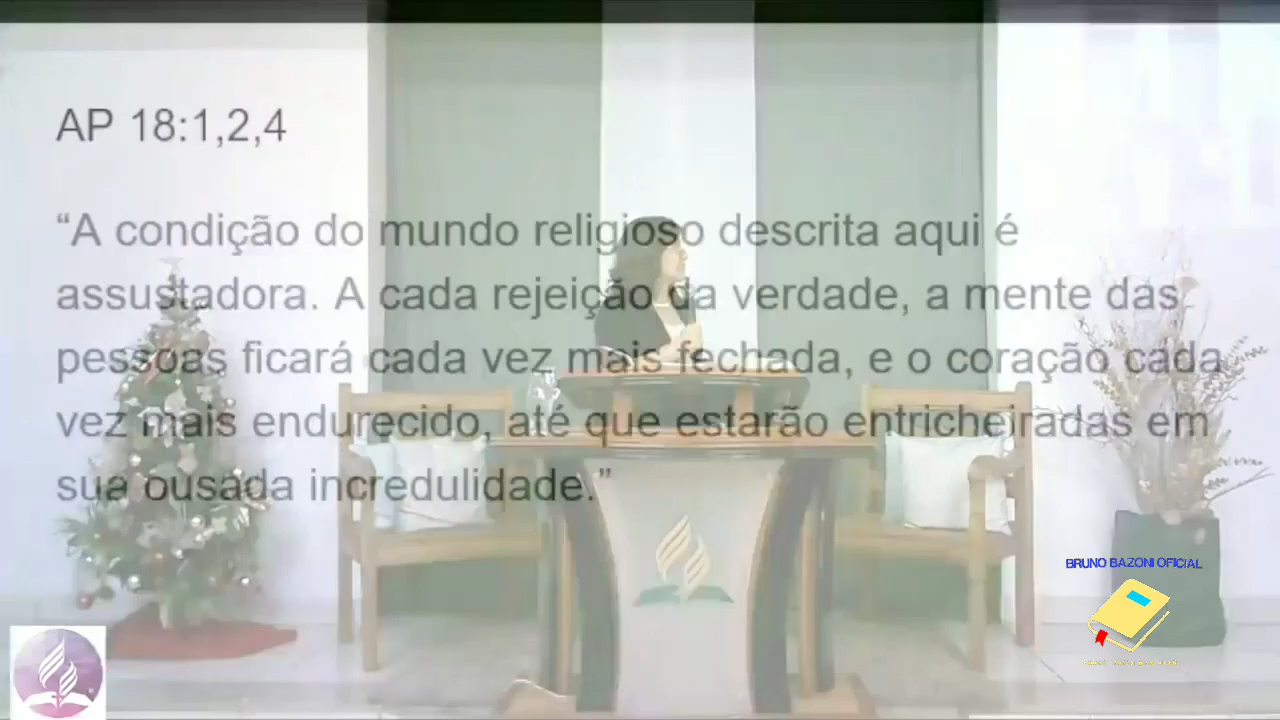 AP 18:1,2,4
“A condição do mundo religioso descrita aqui é
assustadora. A cada rejeição da verdade, a mente das
pessoas ficará cada vez mais fechada, e o coração cada
vez mais endurecido, até que estarão entrincheiradas em
sua ousada incredulidade.”
BRUNO BAZONI OFICIAL